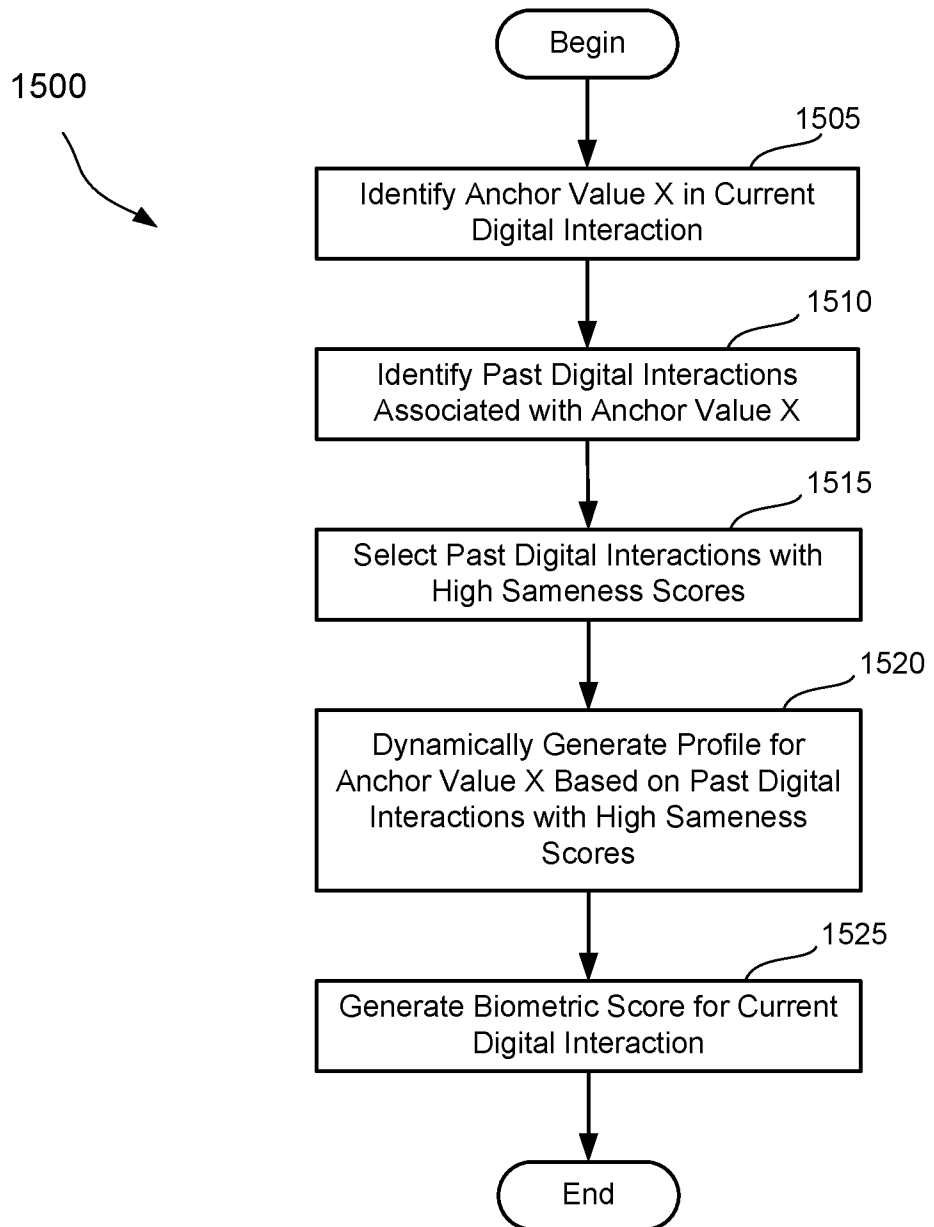 Begin
1500
1505
Identify Anchor Value X in Current
Digital Interaction
1510
Identify Past Digital Interactions
Associated with Anchor Value X
1515
Select Past Digital Interactions with
High Sameness Scores
1520
Dynamically Generate Profile for
Anchor Value X Based on Past Digital
Interactions with High Sameness
Scores
1525
Generate Biometric Score for Current
Digital Interaction
End